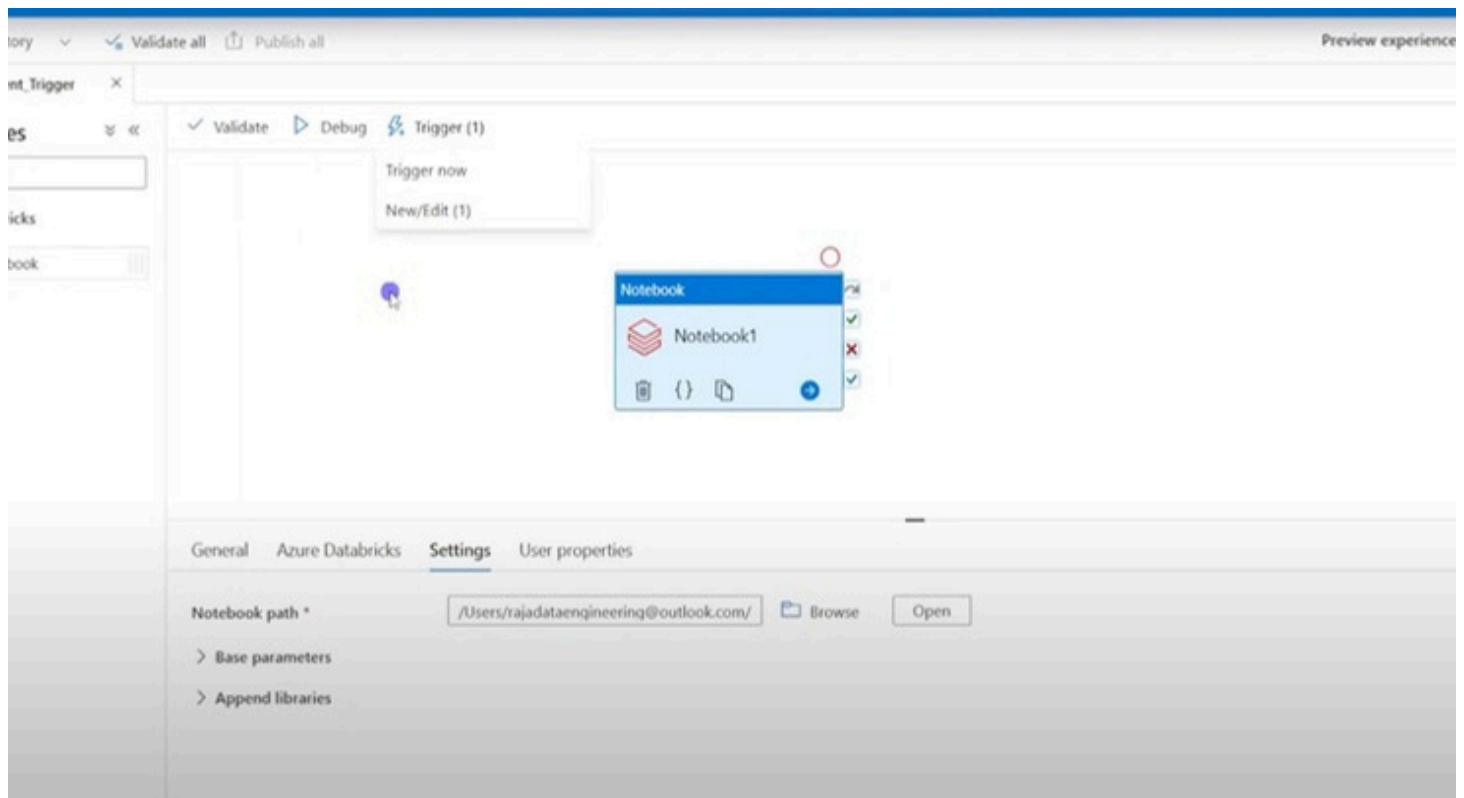 tory Validate all Publish all Preview experience
nt_Trigger
es Validate Debug Trigger (1)
Trigger now
New/Edit (1)
icks
book
Notebook
Notebook1
General Azure Databricks Settings User properties
Notebook path * /Users/rajadataengineering@outlook.com/ Browse Open
Base parameters
Append libraries